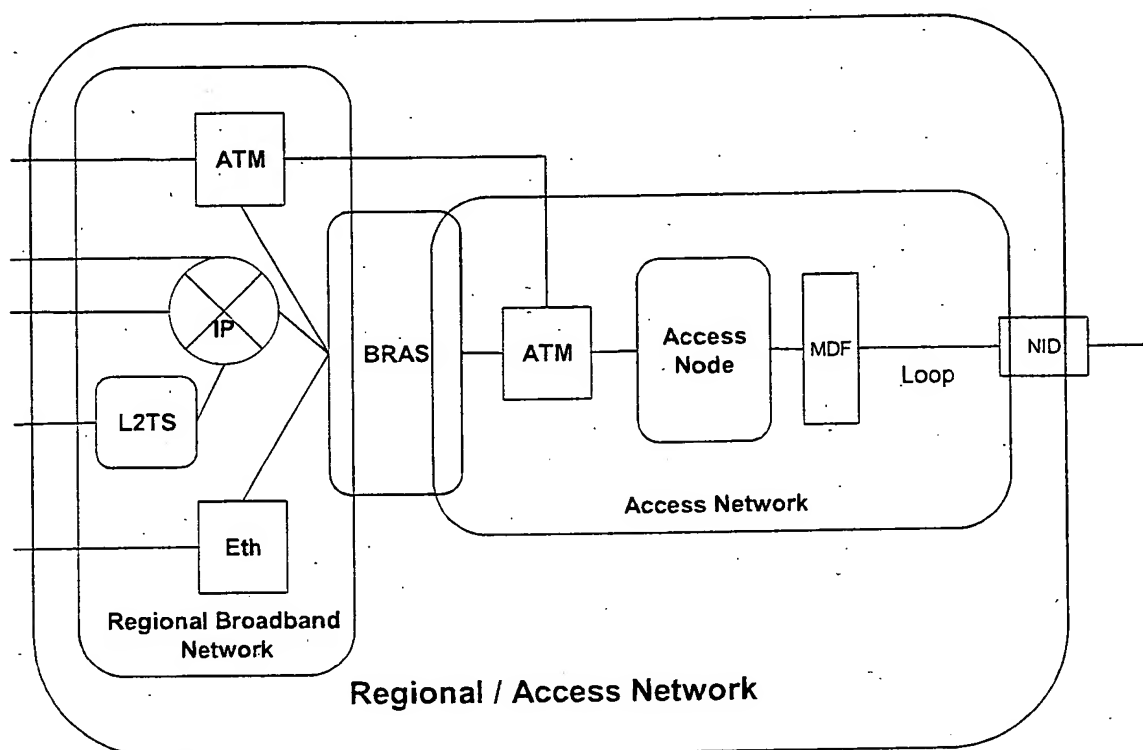 ATM
IP
L2TS
Eth
Regional Broadband
Network
BRAS
ATM
Access
Node
MDF
Loop
NID
Access Network
Regional / Access Network